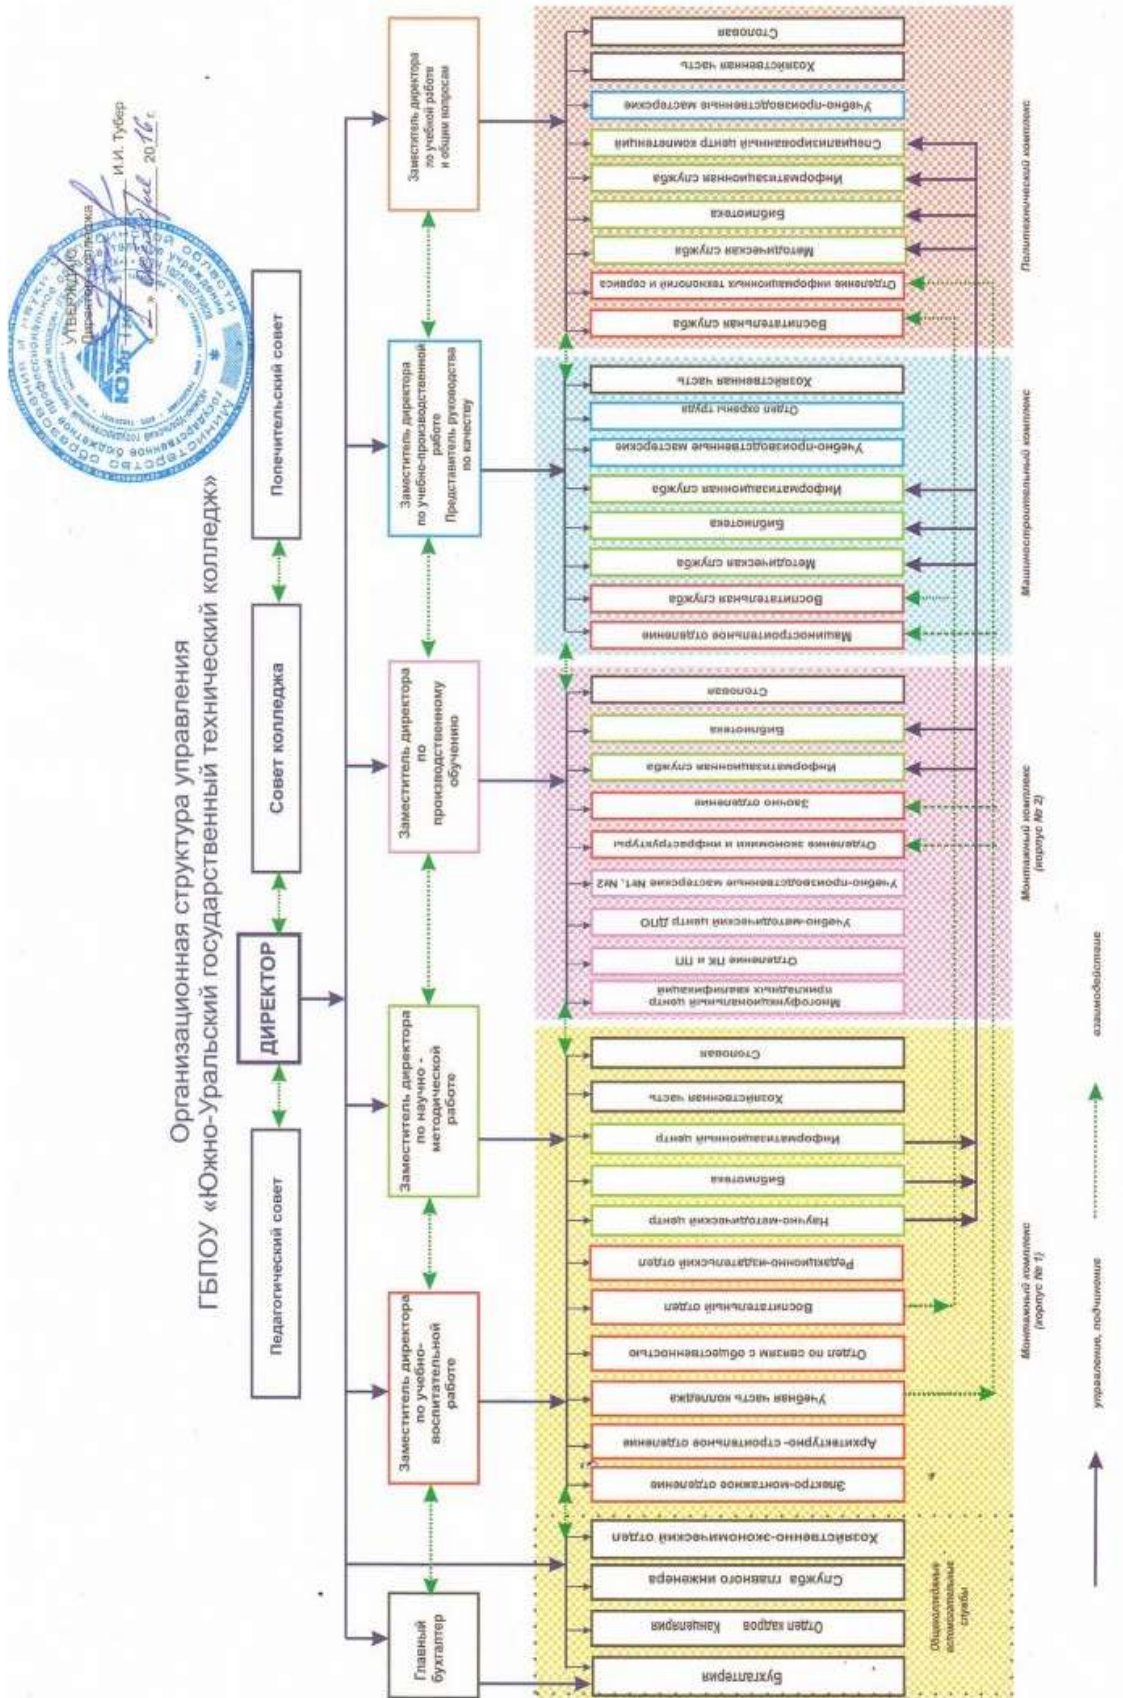 УТВЕРЖДАЮ
Директор колледжа
И.И. Тубер
2016 г.
ЮУГТК
Организационная структура управления
ГБПОУ «Южно-Уральский государственный технический колледж»
Педагогический совет
ДИРЕКТОР
Совет колледжа
Попечительский совет
Главный
бухгалтер
Заместитель директора
по учебно-
воспитательной
работе
Заместитель директора
по научно -
методической
работе
Заместитель директора
по
производственному
обучению
Заместитель директора
по учебно-производственной
работе
Представитель руководства
по качеству
Заместитель директора
по учебной работе
и общим вопросам
Бухгалтерия
Отдел кадров Канцелярия
Служба главного инженера
Хозяйственно-экономический отдел
Электро-монтажное отделение
Архитектурно- строительное отделение
Учебная часть колледжа
Отдел по связям с общественностью
Воспитательный отдел
Редакционно-издательский отдел
Научно-методический центр
Библиотека
Информатизационный центр
Хозяйственная часть
Столовая
Многофункциональный центр
прикладных квалификаций
Отделение ПК и ПП
Учебно-методический центр ДПО
Учебно-производственные мастерские №1, №2
Отделение экономики и инфраструктуры
Заочно отделение
Информатизационная служба
Библиотека
Столовая
Машиностроительное отделение
Воспитательная служба
Методическая служба
Библиотека
Информатизационная служба
Учебно-производственные мастерские
Отдел охраны труда
Хозяйственная часть
Воспитательная служба
Отделение информационных технологий и сервиса
Методическая служба
Библиотека
Информатизационная служба
Специализированный центр компетенций
Учебно-производственные мастерские
Хозяйственная часть
Столовая
Общеколледжные
вспомогательные
службы
Монтажный комплекс
(корпус № 1)
Монтажный комплекс
(корпус № 2)
Машиностроительный комплекс
Политехнический комплекс
управление, подчинение
взаимодействие